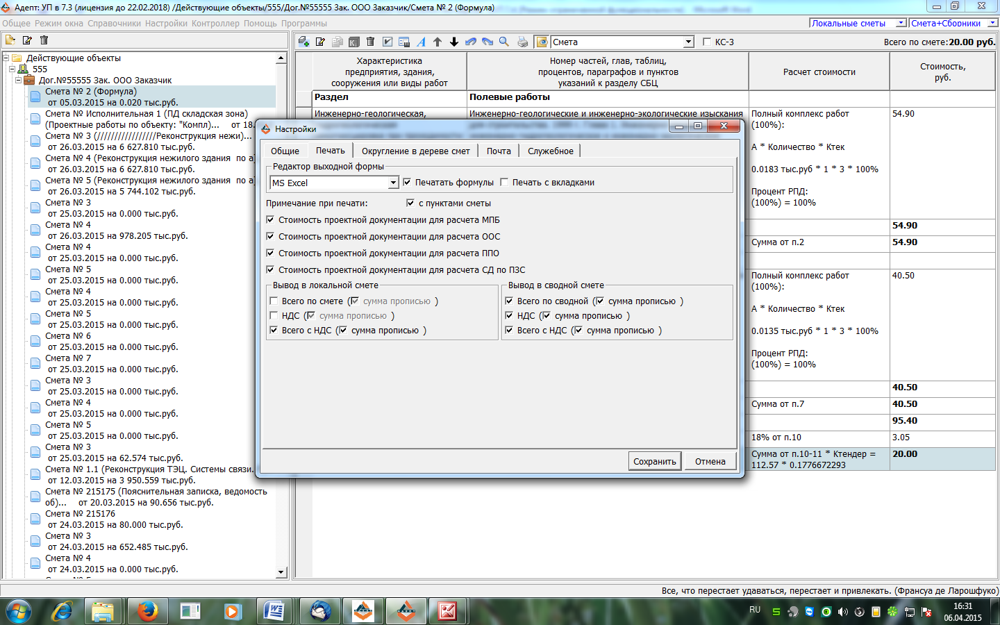 Адепт: УП в 7.3 (лицензия до 22.02.2018) /Действующие объекты/555/Дог.№55555 Зак. ООО Заказчик/Смета № 2 (Формула)
Общее Режим окна Справочники Настройки Контроллер Помощь Программы
Локальные сметы
Смета+Сборники
Смета
КС-3
Всего по смете:20.00 руб.
Действующие объекты
555
Дог.№55555 Зак. ООО Заказчик
Смета № 2 (Формула)
от 05.03.2015 на 0.020 тыс.руб.
Смета № Исполнительная 1 (ПД складская зона)
(Проектные работы по объекту: "Компл)... от 18.
Смета № 3 (/////////////////Реконструкция нежи)...
от 26.03.2015 на 6 627.810 тыс.руб.
Смета № 4 (Реконструкция нежилого здания по а
от 26.03.2015 на 6 627.810 тыс.руб.
Смета № 5 (Реконструкция нежилого здания по а
от 26.03.2015 на 5 744.102 тыс.руб.
Смета № 3
от 25.03.2015 на 0.000 тыс.руб.
Смета № 4
от 26.03.2015 на 978.205 тыс.руб.
Смета № 4
от 25.03.2015 на 0.000 тыс.руб.
Смета № 5
от 25.03.2015 на 0.000 тыс.руб.
Смета № 4
от 25.03.2015 на 0.000 тыс.руб.
Смета № 5
от 25.03.2015 на 0.000 тыс.руб.
Смета № 6
от 25.03.2015 на 0.000 тыс.руб.
Смета № 7
от 25.03.2015 на 0.000 тыс.руб.
Смета № 3
от 25.03.2015 на 0.000 тыс.руб.
Смета № 4
от 25.03.2015 на 0.000 тыс.руб.
Смета № 5
от 25.03.2015 на 0.000 тыс.руб.
Смета № 3
от 25.03.2015 на 62.574 тыс.руб.
Смета № 1.1 (Реконструкция ТЭЦ. Системы связи.
от 12.03.2015 на 3 950.559 тыс.руб.
Смета № 215175 (Пояснительная записка, ведомость
об)... от 20.03.2015 на 90.656 тыс.руб.
Смета № 215176
от 24.03.2015 на 80.000 тыс.руб.
Смета № 3
от 24.03.2015 на 652.485 тыс.руб.
Смета № 4
от 24.03.2015 на 0.000 тыс.руб.
Характеристика
предприятия, здания,
сооружения или виды работ
Номер частей, глав, таблиц,
процентов, параграфов и пунктов
указаний к разделу СБЦ
Расчет стоимости
Стоимость,
руб.
Раздел
Полевые работы
Инженерно-геологическая,
Инженерно-геологические и инженерно-экологические изыскания
Полный комплекс работ
(100%):
54.90
А * Количество * Ктек
0.0183 тыс.руб * 1 * 3 * 100%
Процент РПД:
(100%) = 100%
54.90
Сумма от п.2
54.90
Полный комплекс работ
(100%):
40.50
А * Количество * Ктек
0.0135 тыс.руб * 1 * 3 * 100%
Процент РПД:
(100%) = 100%
40.50
Сумма от п.7
40.50
95.40
18% от п.10
3.05
Сумма от п.10-11 * Ктендер =
112.57 * 0.1776672293
20.00
Настройки
Общие
Печать
Округление в дереве смет
Почта
Служебное
Редактор выходной формы
MS Excel
Печатать формулы
Печать с вкладками
Примечание при печати:
с пунктами сметы
Стоимость проектной документации для расчета МПБ
Стоимость проектной документации для расчета ООС
Стоимость проектной документации для расчета ППО
Стоимость проектной документации для расчета СД по ПЗС
Вывод в локальной смете
Всего по смете ( сумма прописью )
НДС ( сумма прописью )
Всего с НДС ( сумма прописью )
Вывод в сводной смете
Всего по сводной ( сумма прописью )
НДС ( сумма прописью )
Всего с НДС ( сумма прописью )
Сохранить
Отмена
Все, что перестает удаваться, перестает и привлекать. (Франсуа де Ларошфуко)
RU
16:31
06.04.2015